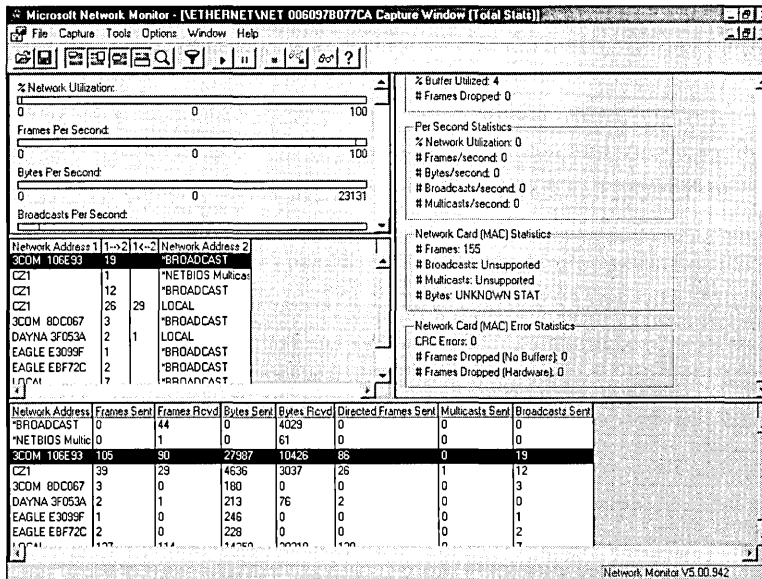 Microsoft Network Monitor - [\ETHERNET\NET 006097B077CA Capture Window (Total Stats)]
File Capture Tools Options Window Help
% Network Utilization:
0 0 100
Frames Per Second:
0 0 100
Bytes Per Second:
0 0 23131
Broadcasts Per Second:
% Buffer Utilized: 4
# Frames Dropped: 0
Per Second Statistics
% Network Utilization: 0
# Frames/second: 0
# Bytes/second: 0
# Broadcasts/second: 0
# Multicasts/second: 0
Network Card (MAC) Statistics
# Frames: 155
# Broadcasts: Unsupported
# Multicasts: Unsupported
# Bytes: UNKNOWN STAT
Network Card (MAC) Error Statistics
CRC Errors: 0
# Frames Dropped (No Buffers): 0
# Frames Dropped (Hardware): 0
Network Address 1 1-->2 1<--2 Network Address 2
3COM 106E93 19 *BROADCAST
CZ1 1 *NETBIOS Multicas
CZ1 12 *BROADCAST
CZ1 26 29 LOCAL
3COM 8DC067 3 *BROADCAST
DAYNA 3F053A 2 1 LOCAL
EAGLE E3099F 1 *BROADCAST
EAGLE EBF72C 2 *BROADCAST
LOCAL 7 *BROADCAST
Network Address Frames Sent Frames Rcvd Bytes Sent Bytes Rcvd Directed Frames Sent Multicasts Sent Broadcasts Sent
*BROADCAST 0 44 0 4029 0 0 0
*NETBIOS Multic 0 1 0 61 0 0 0
3COM 106E93 105 90 27987 10426 86 0 19
CZ1 39 29 4636 3037 26 1 12
3COM 8DC067 3 0 180 0 0 0 3
DAYNA 3F053A 2 1 213 76 2 0 0
EAGLE E3099F 1 0 246 0 0 0 1
EAGLE EBF72C 2 0 228 0 0 0 2
LOCAL 127 114 7
Network Monitor V5.00.942